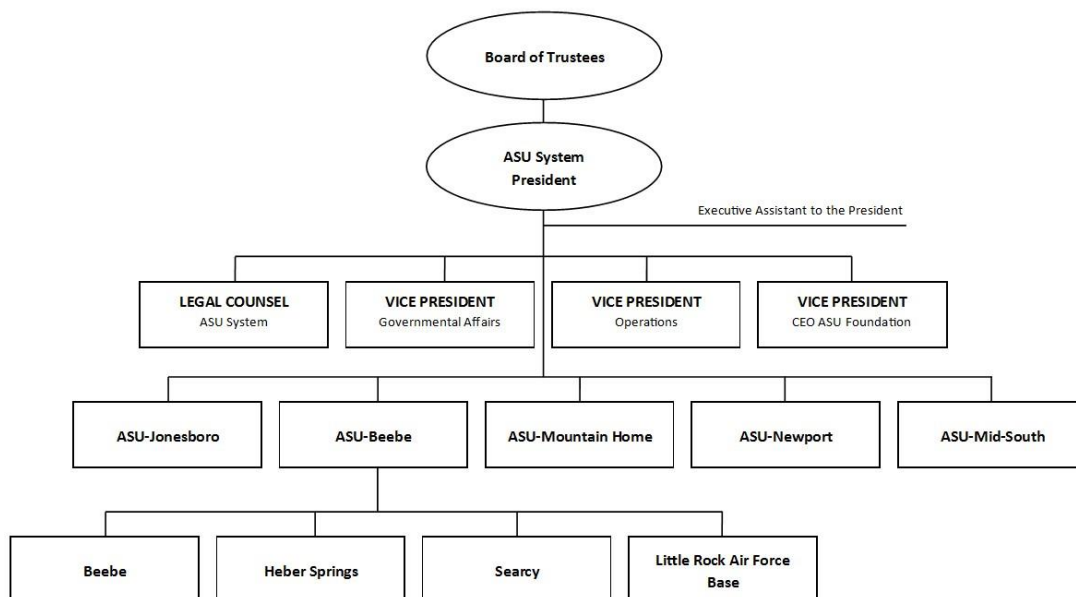 Board of Trustees
ASU System
President
Executive Assistant to the President
LEGAL COUNSEL
ASU System
VICE PRESIDENT
Governmental Affairs
VICE PRESIDENT
Operations
VICE PRESIDENT
CEO ASU Foundation
ASU-Jonesboro
ASU-Beebe
ASU-Mountain Home
ASU-Newport
ASU-Mid-South
Beebe
Heber Springs
Searcy
Little Rock Air Force
Base